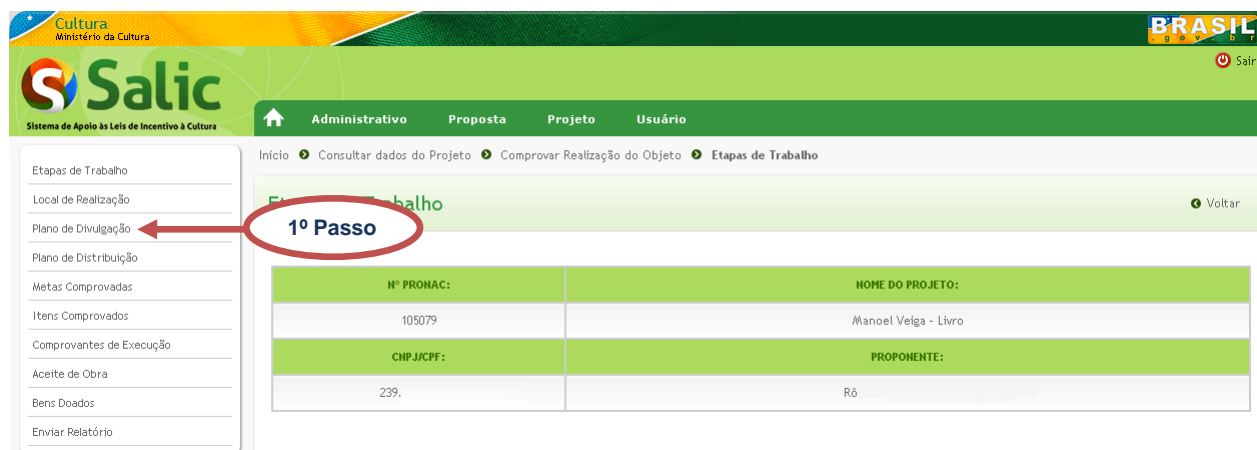 Cultura
Ministério da Cultura
BRASIL
.gov.br
Sair
Salic
Sistema de Apoio às Leis de Incentivo à Cultura
Administrativo Proposta Projeto Usuário
Início Consultar dados do Projeto Comprovar Realização do Objeto Etapas de Trabalho
balho
Voltar
1º Passo
Etapas de Trabalho
Local de Realização
Plano de Divulgação
Plano de Distribuição
Metas Comprovadas
Itens Comprovados
Comprovantes de Execução
Aceite de Obra
Bens Doados
Enviar Relatório
Nº PRONAC: NOME DO PROJETO:
105079 Manoel Veiga - Livro
CNPJ/CPF: PROPONENTE:
239. Rô